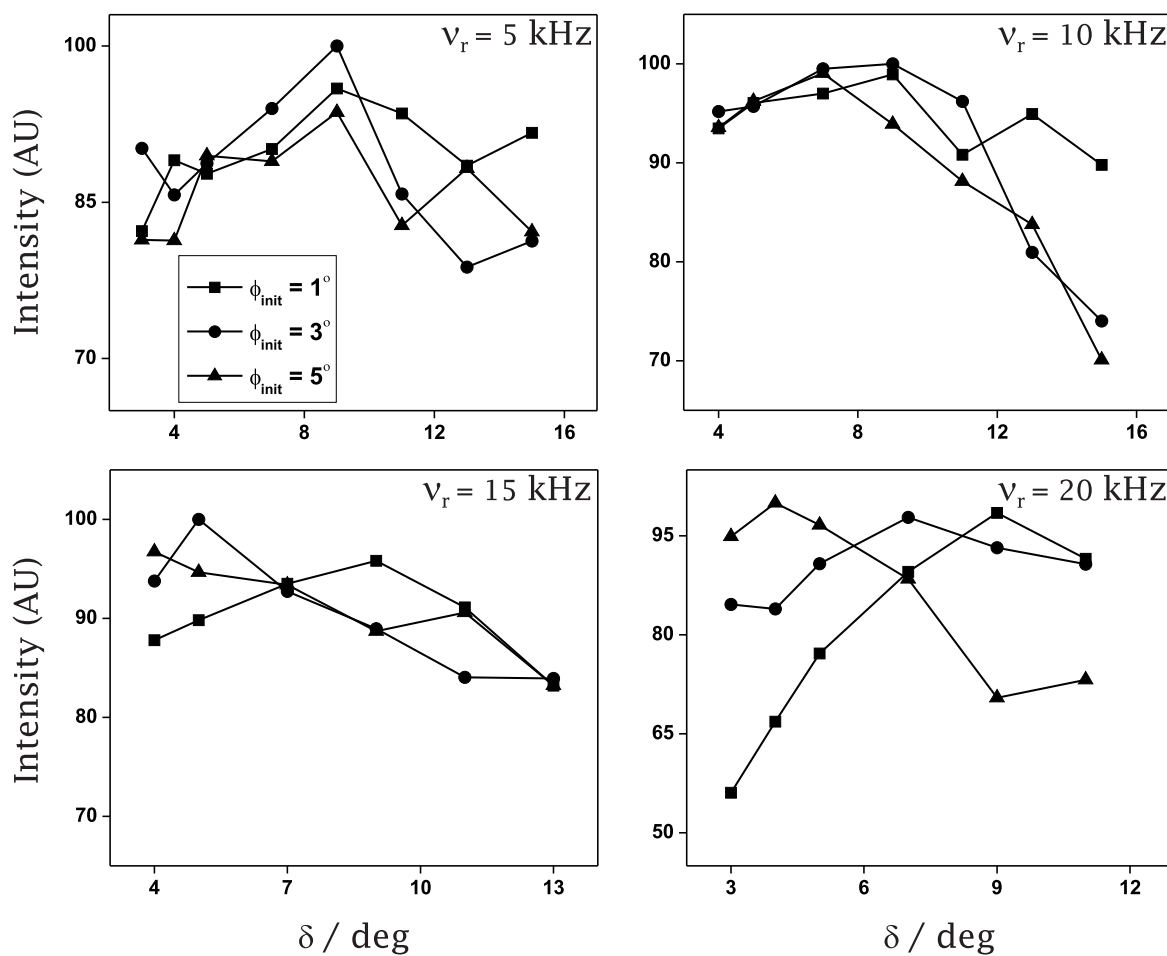 ν_r = 5 kHz
Intensity (AU)
100
85
70
ϕ_init = 1°
ϕ_init = 3°
ϕ_init = 5°
4 8 12 16
ν_r = 10 kHz
100
90
80
70
4 8 12 16
ν_r = 15 kHz
Intensity (AU)
100
90
80
70
4 7 10 13
δ / deg
ν_r = 20 kHz
95
80
65
50
3 6 9 12
δ / deg